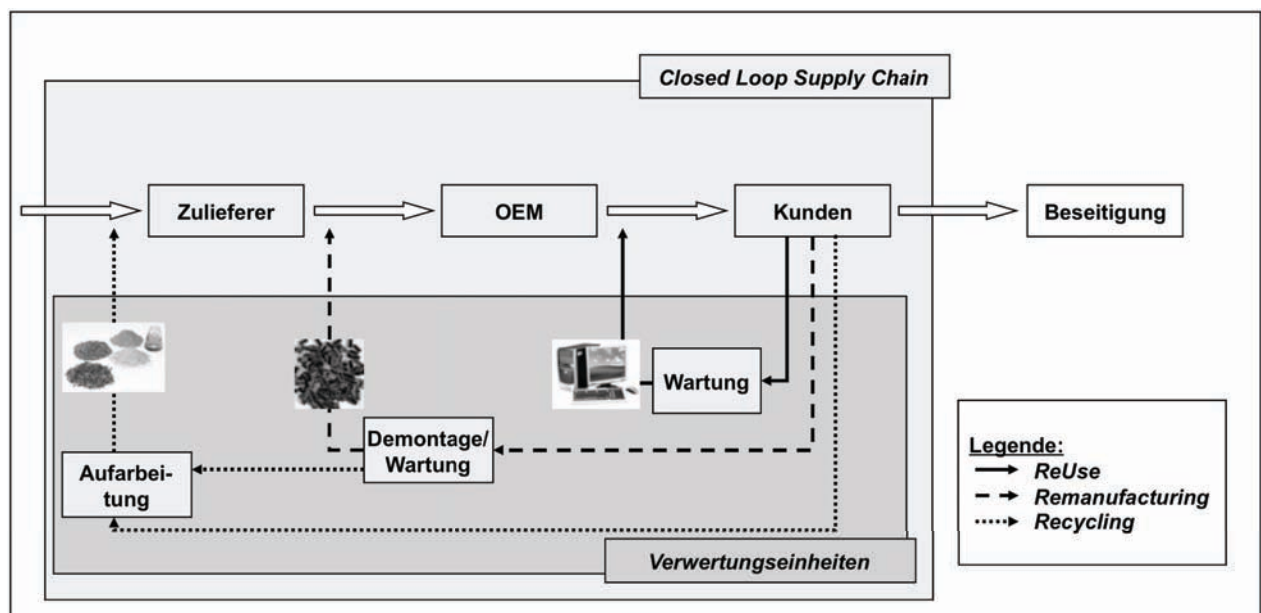 Closed Loop Supply Chain
Zulieferer
OEM
Kunden
Beseitigung
Wartung
Demontage/
Wartung
Aufarbei-
tung
Legende:
ReUse
Remanufacturing
Recycling
Verwertungseinheiten